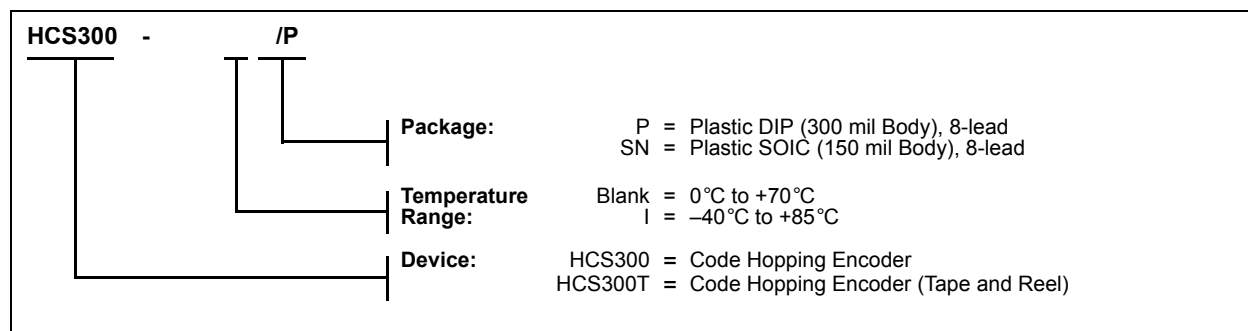 HCS300 - /P
Package: P = Plastic DIP (300 mil Body), 8-lead
SN = Plastic SOIC (150 mil Body), 8-lead
Temperature Blank = 0°C to +70°C
Range: I = –40°C to +85°C
Device: HCS300 = Code Hopping Encoder
HCS300T = Code Hopping Encoder (Tape and Reel)